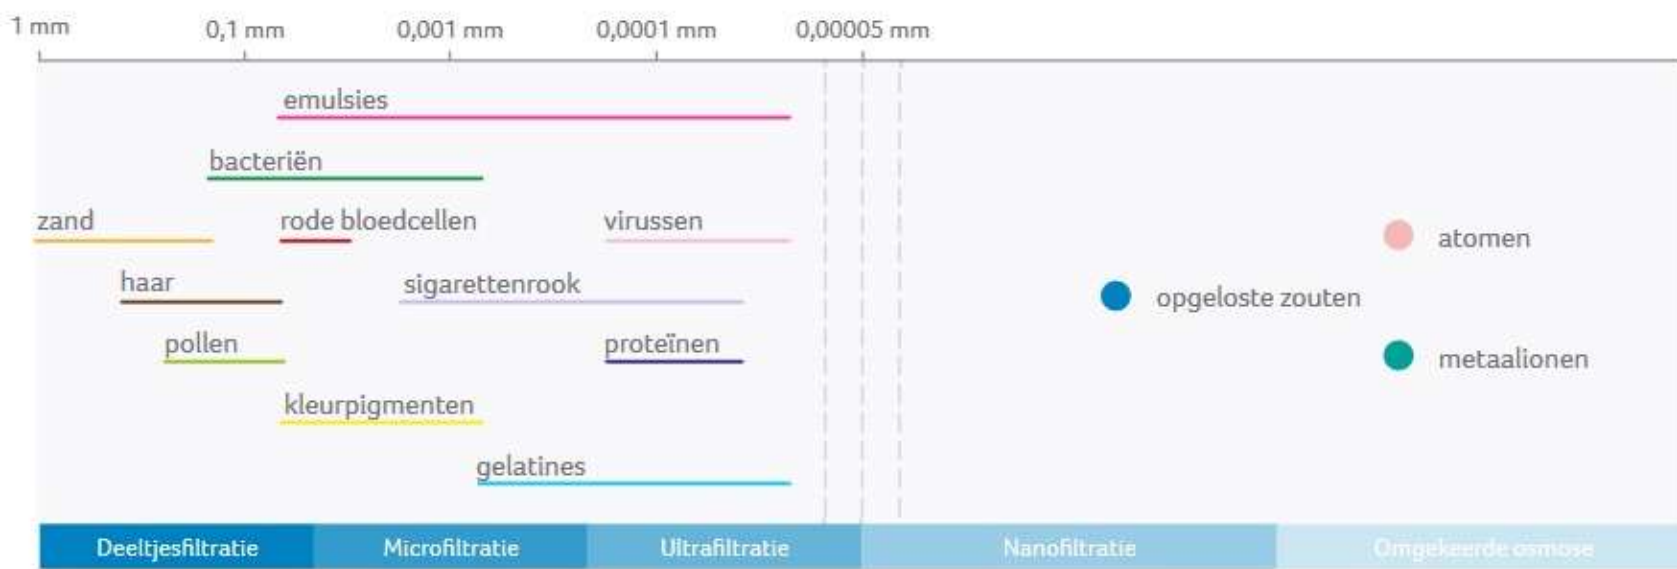 1 mm 0,1 mm 0,001 mm 0,0001 mm 0,00005 mm
emulsies
bacteriën
zand rode bloedcellen virussen
atomen
haar sigarettenrook
opgeloste zouten
pollen proteïnen
metaalionen
kleurpigmenten
gelatines
Deeltjesfiltratie Microfiltratie Ultrafiltratie Nanofiltratie Omgekeerde osmose